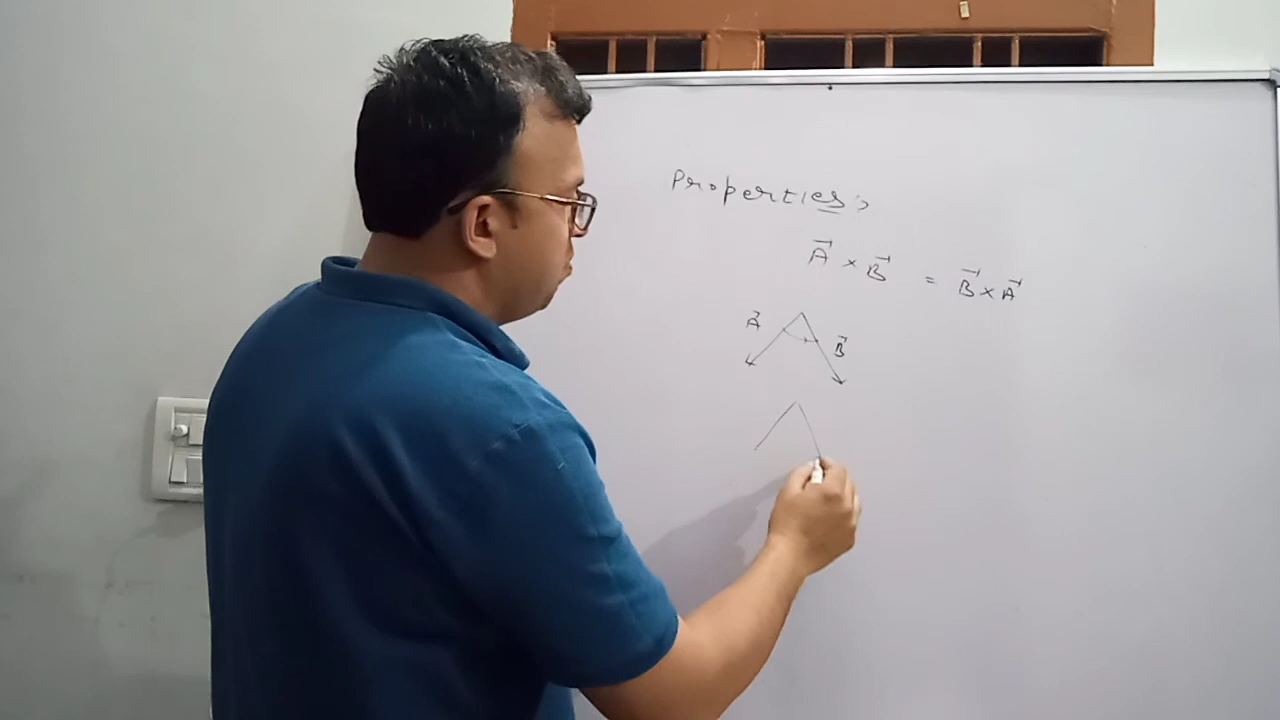 Properties:
A⃗ × B⃗ = B⃗ × A⃗
A⃗ B⃗